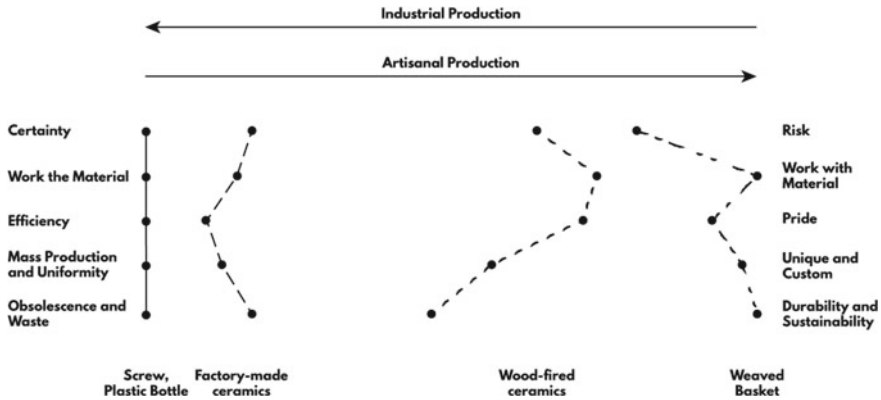 Industrial Production
Artisanal Production
Certainty
Risk
Work the Material
Work with
Material
Efficiency
Pride
Mass Production
and Uniformity
Unique and
Custom
Obsolescence and
Waste
Durability and
Sustainability
Screw,
Plastic Bottle
Factory-made
ceramics
Wood-fired
ceramics
Weaved
Basket